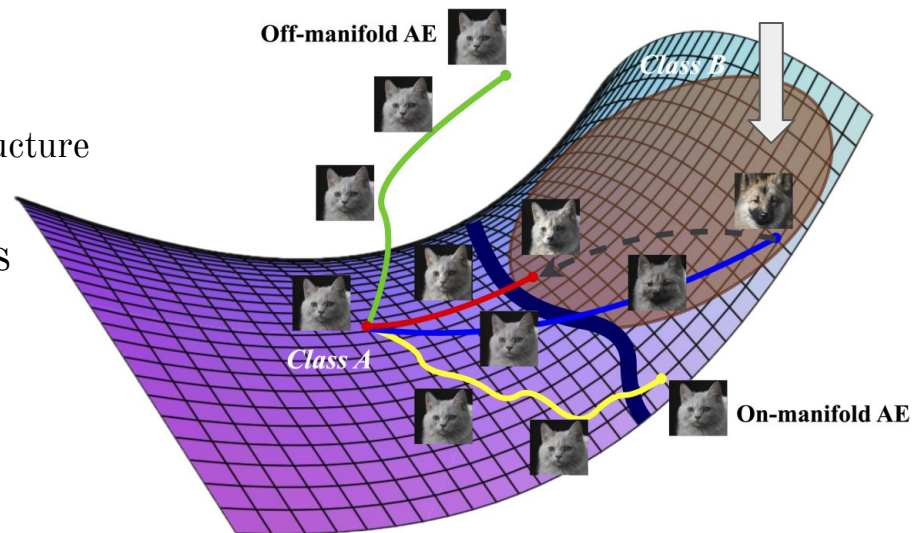 Off-manifold AE
Class B
ucture
s
Class A
On-manifold AE